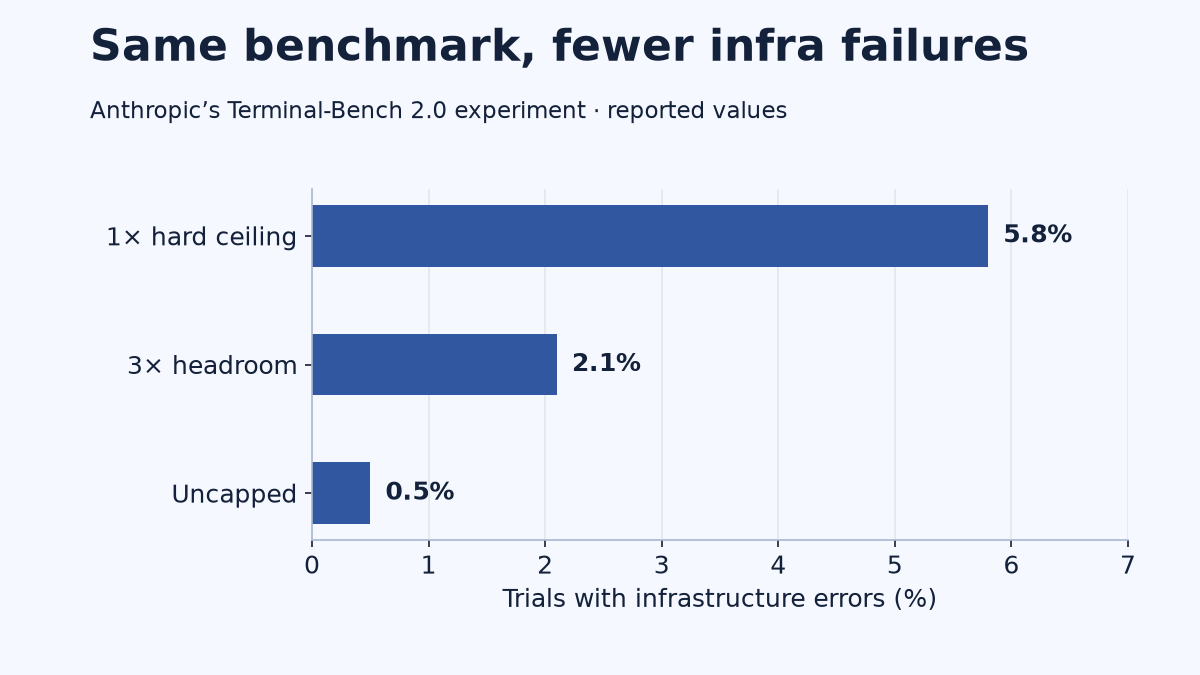 Same benchmark, fewer infra failures
Anthropic’s Terminal-Bench 2.0 experiment · reported values
1× hard ceiling
5.8%
3× headroom
2.1%
Uncapped
0.5%
0 1 2 3 4 5 6 7
Trials with infrastructure errors (%)